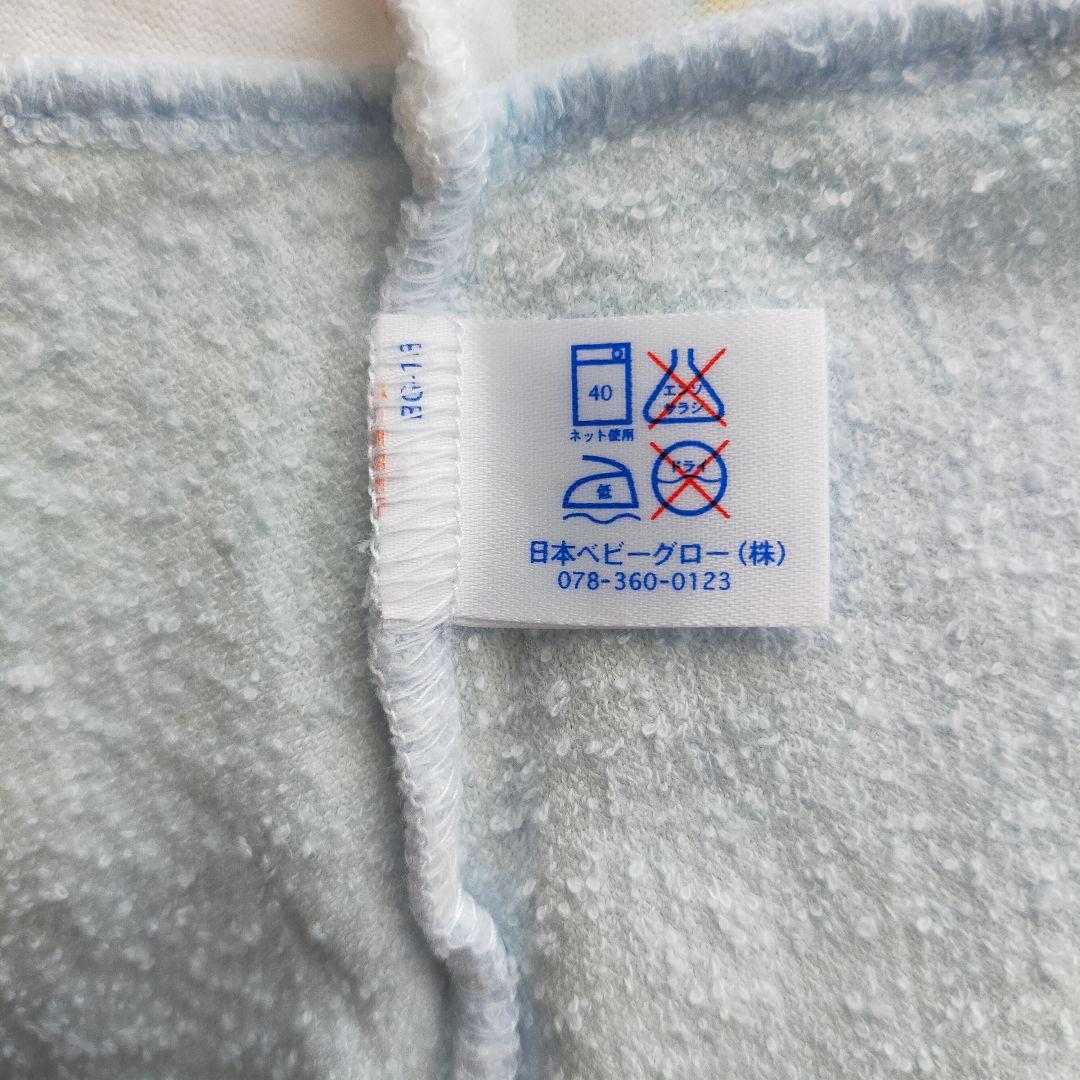 40
エンソ
サラシ
ネット使用
低
ドライ
日本ベビーグロー(株)
078-360-0123